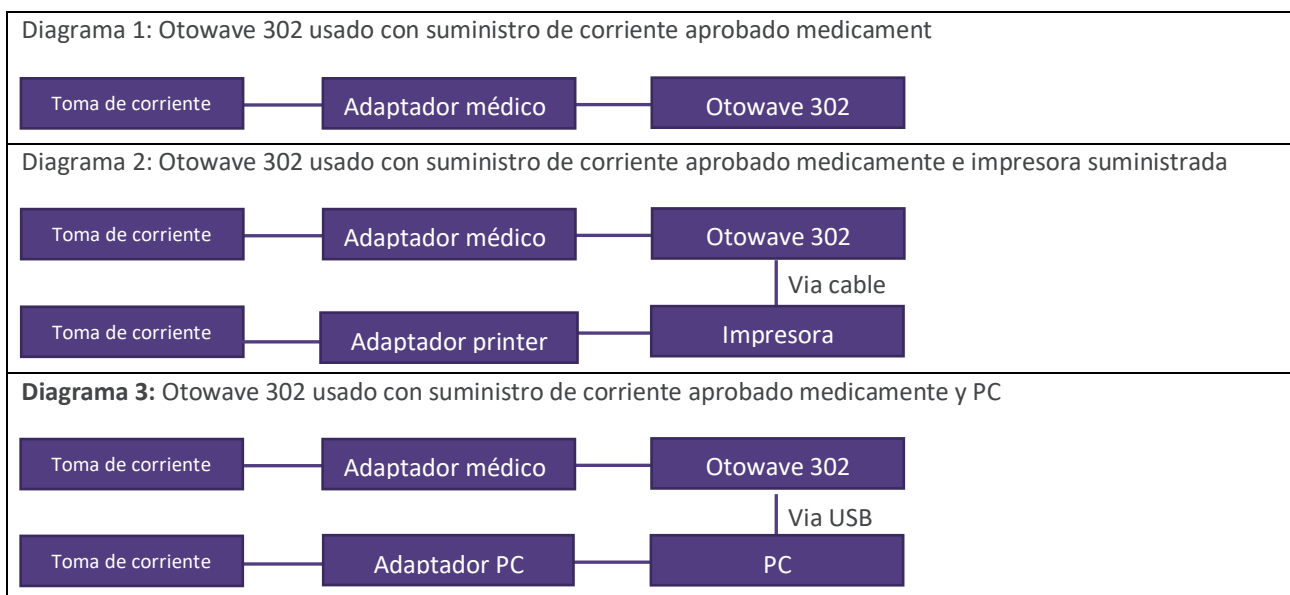 Diagrama 1: Otowave 302 usado con suministro de corriente aprobado medicament
Toma de corriente Adaptador médico Otowave 302
Diagrama 2: Otowave 302 usado con suministro de corriente aprobado medicamente e impresora suministrada
Toma de corriente Adaptador médico Otowave 302
Via cable
Toma de corriente Adaptador printer Impresora
Diagrama 3: Otowave 302 usado con suministro de corriente aprobado medicamente y PC
Toma de corriente Adaptador médico Otowave 302
Via USB
Toma de corriente Adaptador PC PC